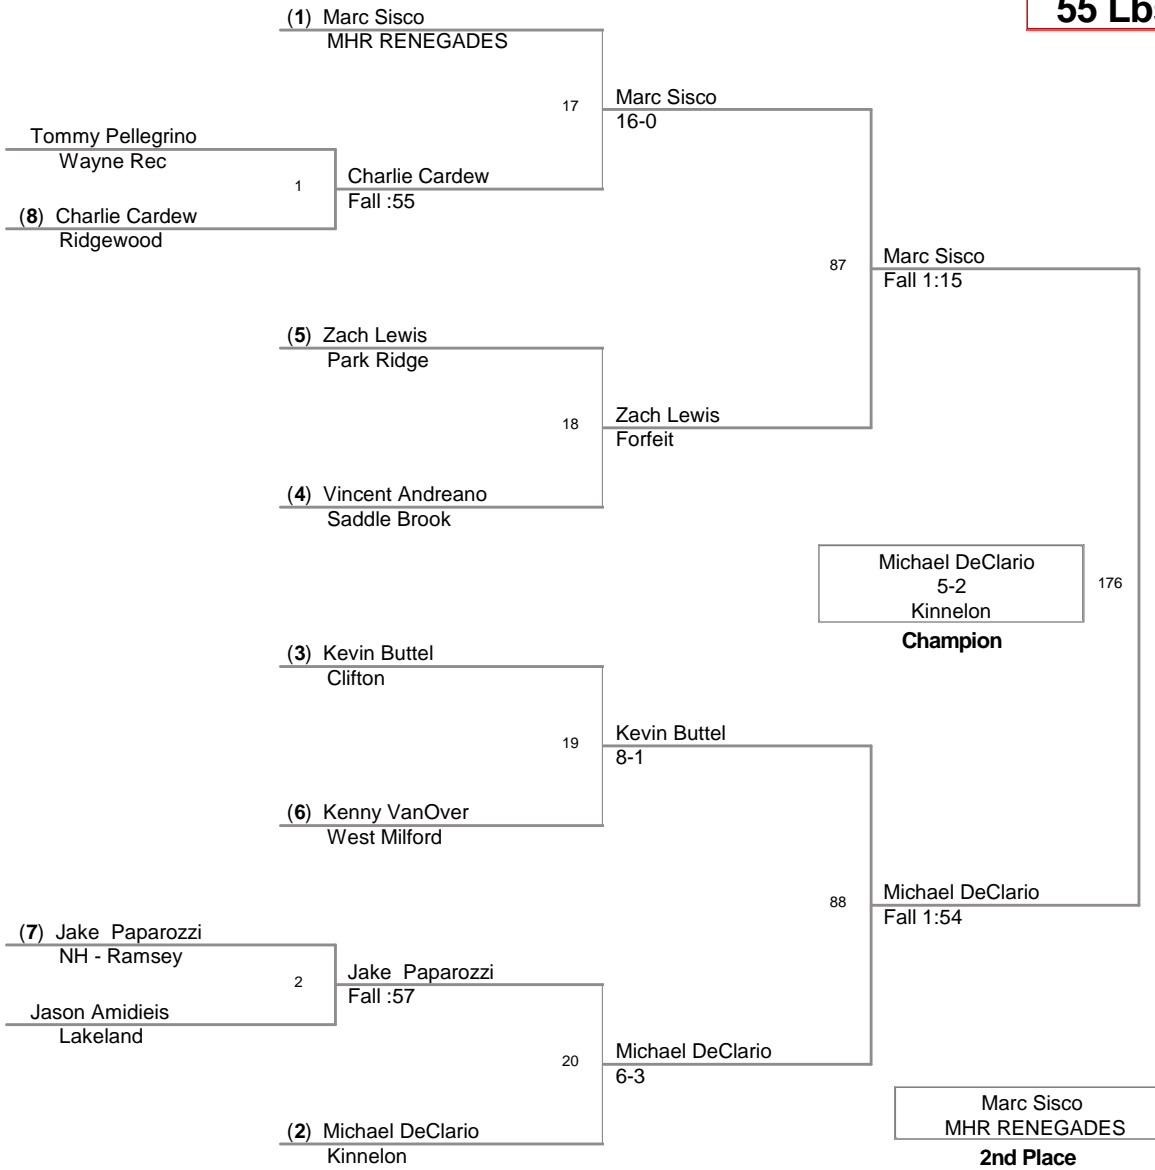 55 Lbs
(1) Marc Sisco
MHR RENEGADES
17
Marc Sisco
16-0
Tommy Pellegrino
Wayne Rec
1
Charlie Cardew
Fall :55
(8) Charlie Cardew
Ridgewood
87
Marc Sisco
Fall 1:15
(5) Zach Lewis
Park Ridge
18
Zach Lewis
Forfeit
(4) Vincent Andreano
Saddle Brook
Michael DeClario
5-2
Kinnelon
176
Champion
(3) Kevin Buttel
Clifton
19
Kevin Buttel
8-1
(6) Kenny VanOver
West Milford
88
Michael DeClario
Fall 1:54
(7) Jake Paparozzi
NH - Ramsey
2
Jake Paparozzi
Fall :57
Jason Amidieis
Lakeland
20
Michael DeClario
6-3
(2) Michael DeClario
Kinnelon
Marc Sisco
MHR RENEGADES
2nd Place